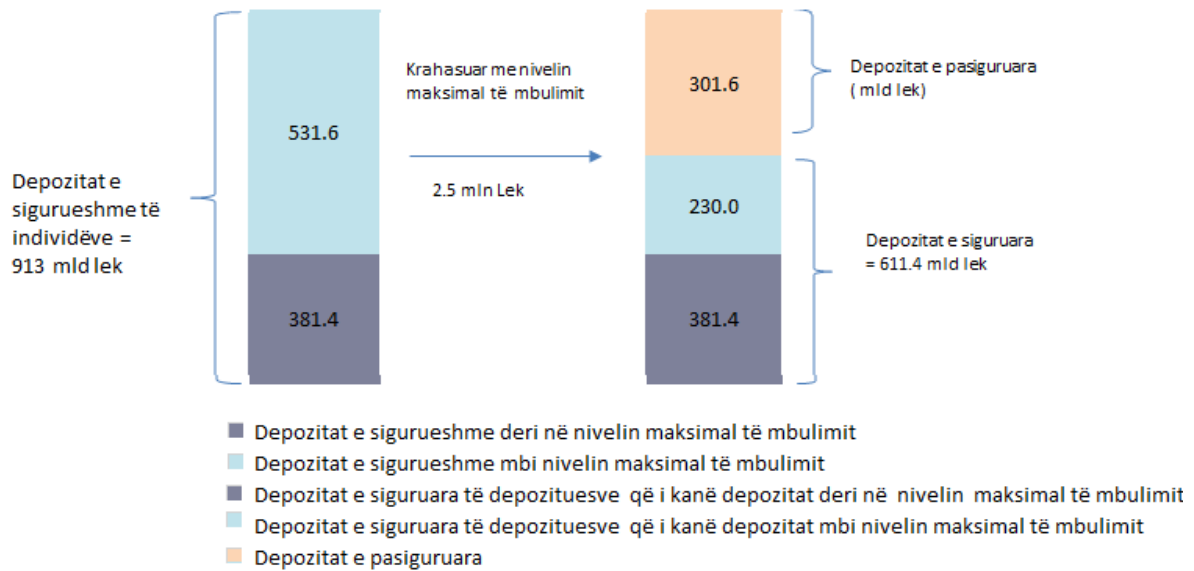 Depozitat e
sigurueshme të
individëve =
913 mld lek
531.6
381.4
Krahasuar me nivelin
maksimal të mbulimit
2.5 mln Lek
301.6
230.0
381.4
Depozitat e pasiguruara
( mld lek)
Depozitat e siguruara
= 611.4 mld lek
Depozitat e sigurueshme deri në nivelin maksimal të mbulimit
Depozitat e sigurueshme mbi nivelin maksimal të mbulimit
Depozitat e siguruara të depozituesve që i kanë depozitat deri në nivelin maksimal të mbulimit
Depozitat e siguruara të depozituesve që i kanë depozitat mbi nivelin maksimal të mbulimit
Depozitat e pasiguruara